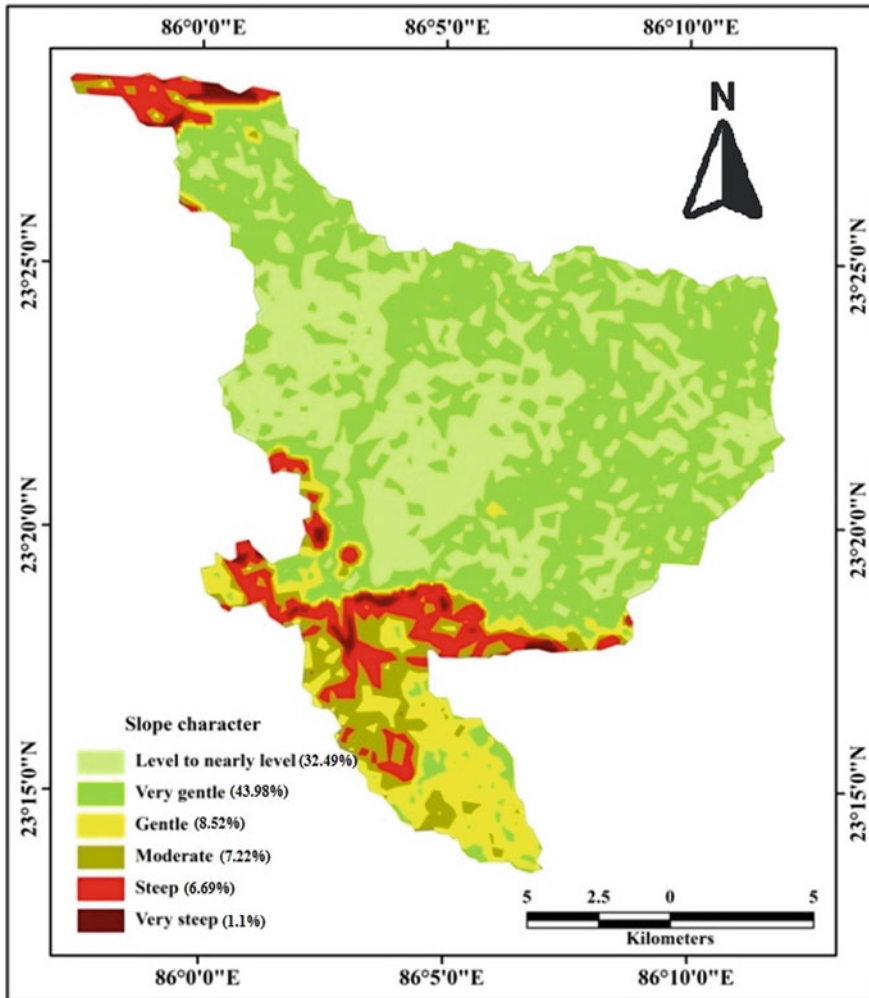 86°0'0"E 86°5'0"E 86°10'0"E
N
23°25'0"N 23°25'0"N
23°20'0"N 23°20'0"N
23°15'0"N 23°15'0"N
Slope character
Level to nearly level (32.49%)
Very gentle (43.98%)
Gentle (8.52%)
Moderate (7.22%)
Steep (6.69%)
Very steep (1.1%)
5 2.5 0 5
Kilometers
86°0'0"E 86°5'0"E 86°10'0"E